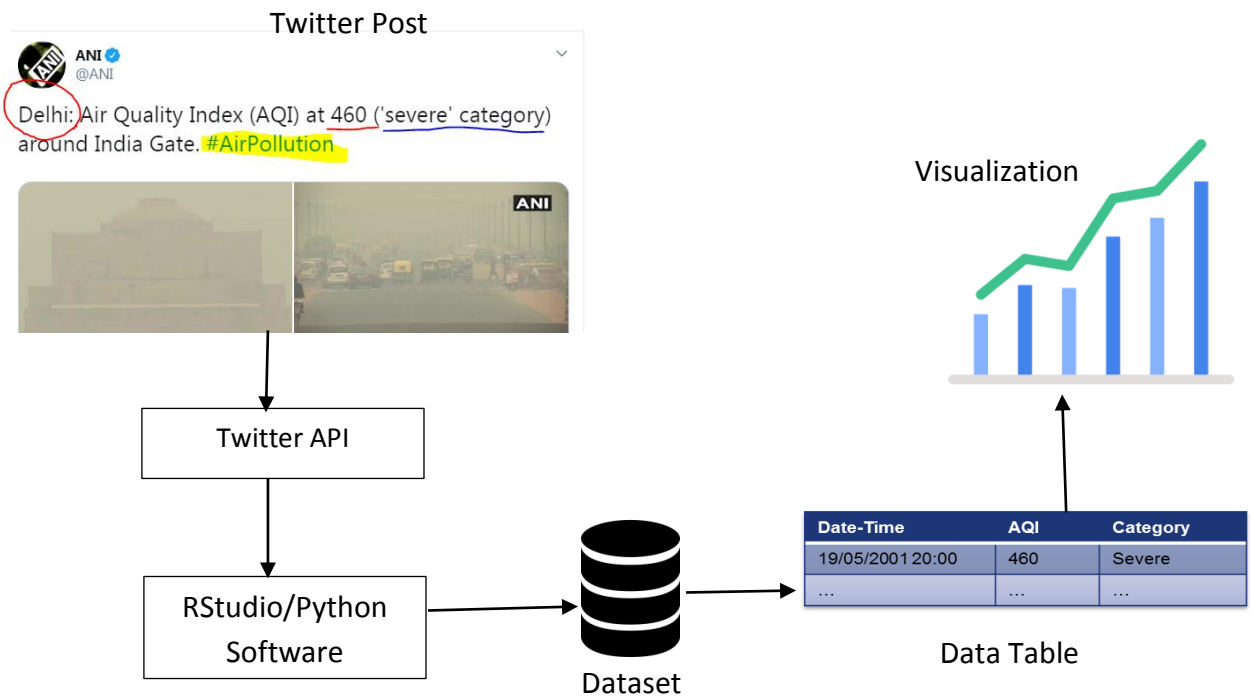 Twitter Post
ANI
@ANI
Delhi: Air Quality Index (AQI) at 460 ('severe' category)
around India Gate. #AirPollution
ANI
ANI
Visualization
Twitter API
RStudio/Python
Software
Dataset
Date-Time AQI Category
19/05/2001 20:00 460 Severe
... ... ...
Data Table